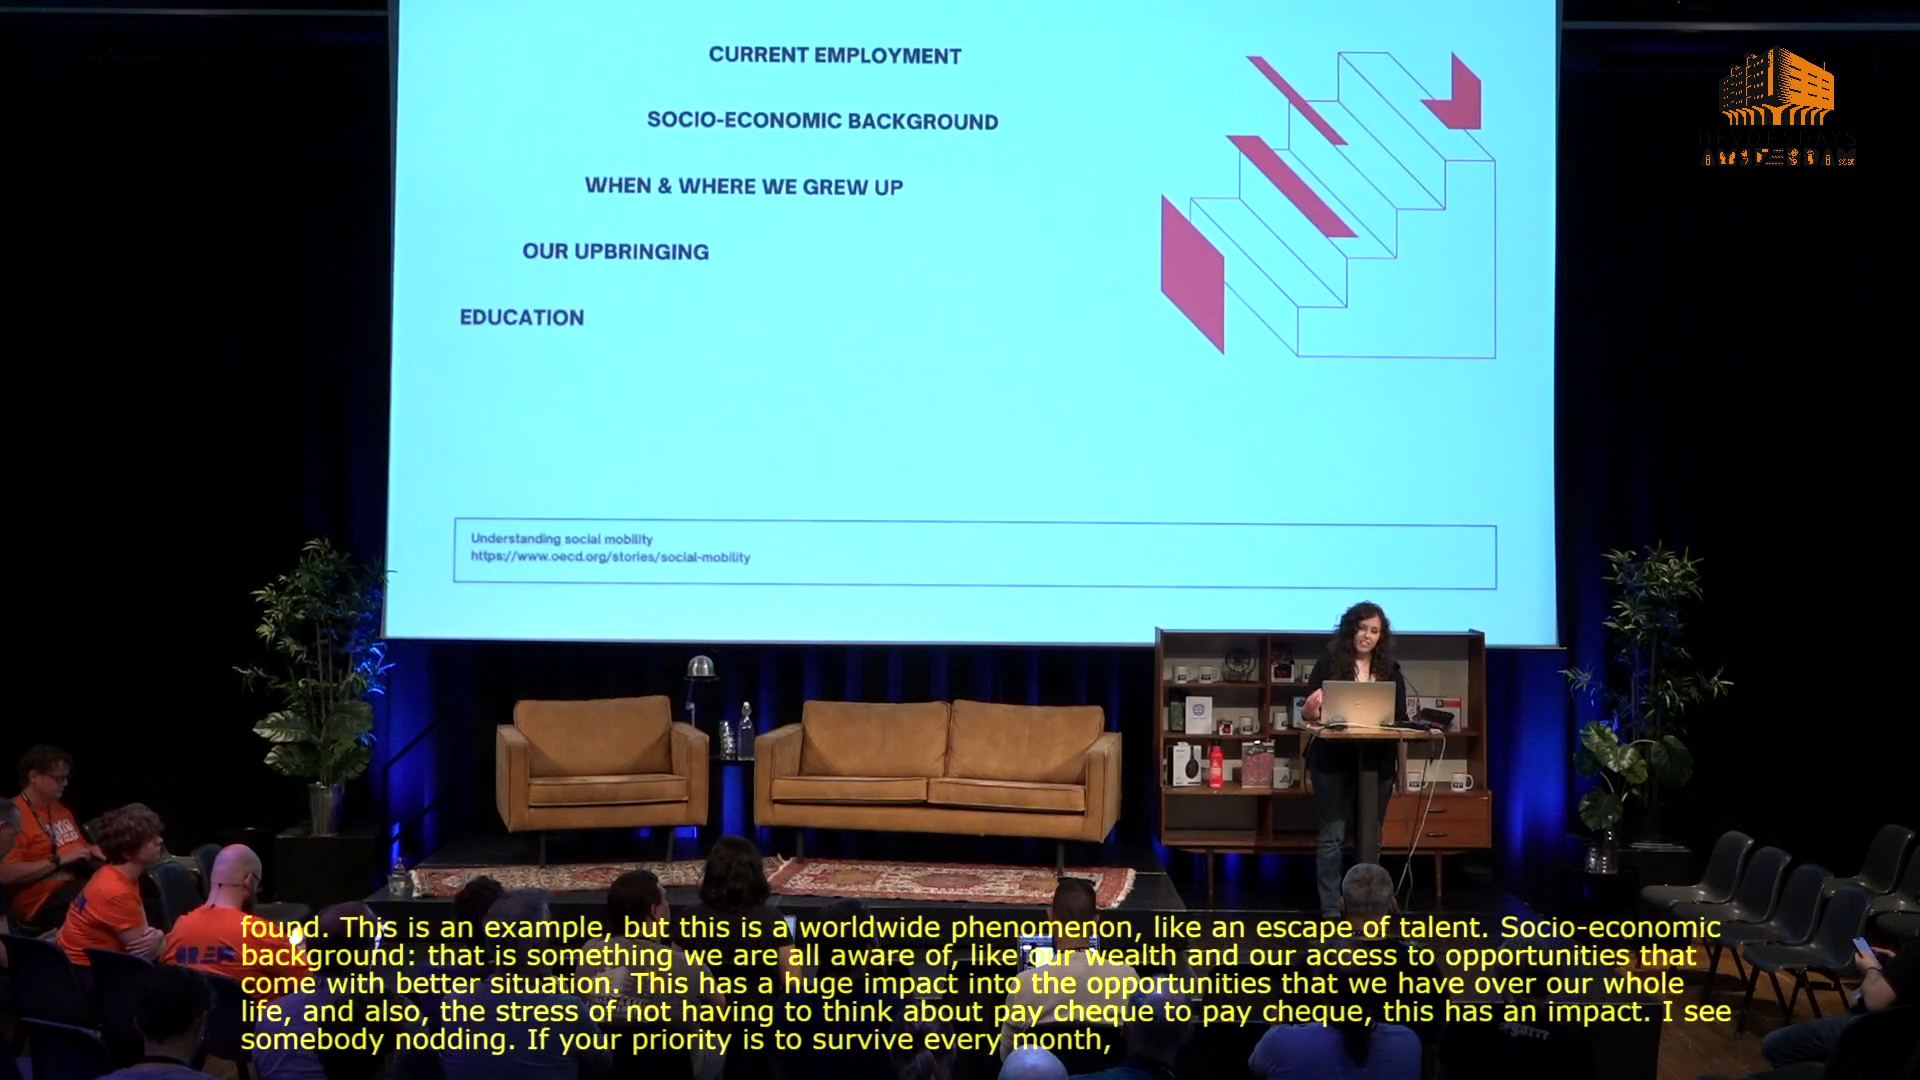 CURRENT EMPLOYMENT
SOCIO-ECONOMIC BACKGROUND
WHEN & WHERE WE GREW UP
OUR UPBRINGING
EDUCATION
Understanding social mobility
https://www.oecd.org/stories/social-mobility
DEVOPSDAYS
AMSTERDAM
found. This is an example, but this is a worldwide phenomenon, like an escape of talent. Socio-economic
background: that is something we are all aware of, like our wealth and our access to opportunities that
come with better situation. This has a huge impact into the opportunities that we have over our whole
life, and also, the stress of not having to think about pay cheque to pay cheque, this has an impact. I see
somebody nodding. If your priority is to survive every month,